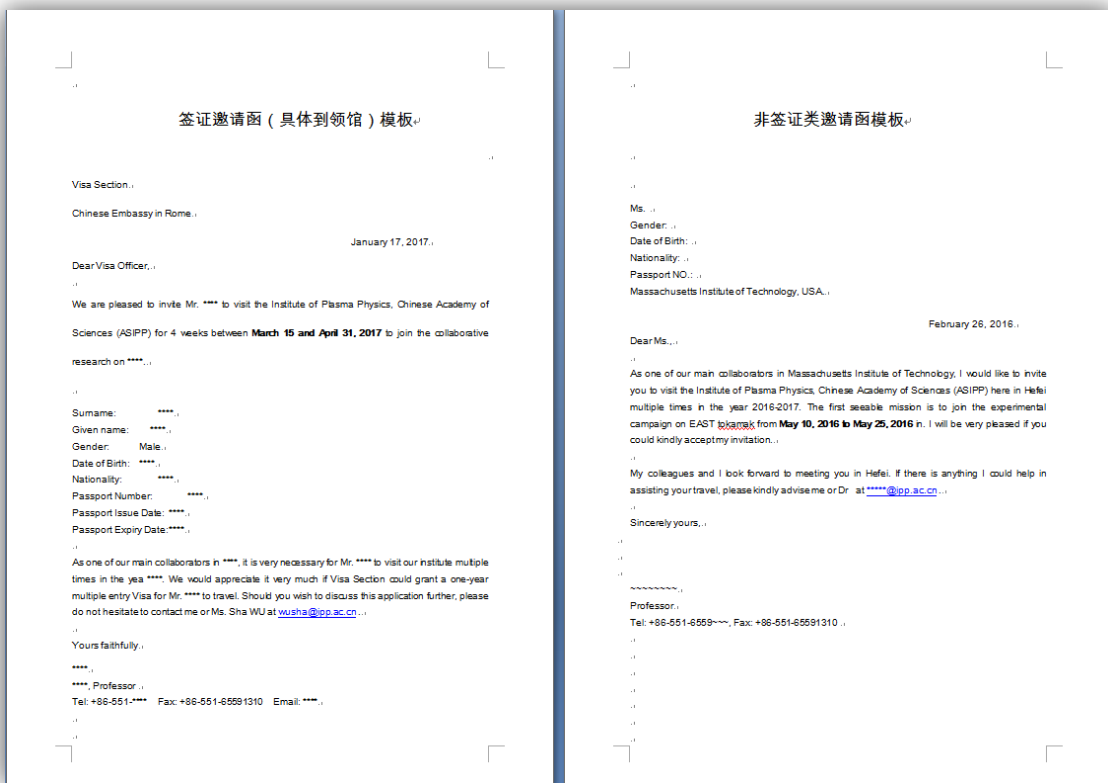 签证邀请函（具体到领馆）模板
Visa Section.
Chinese Embassy in Rome.
January 17, 2017.
Dear Visa Officer,.
We are pleased to invite Mr. **** to visit the Institute of Plasma Physics, Chinese Academy of
Sciences (ASIPP) for 4 weeks between March 15 and April 31, 2017 to join the collaborative
research on ****..
Surname: ****.
Given name: ****.
Gender: Male.
Date of Birth: ****.
Nationality: ****.
Passport Number: ****.
Passport Issue Date: ****.
Passport Expiry Date:****.
As one of our main collaborators in ****, it is very necessary for Mr. **** to visit our institute multiple
times in the yea ****. We would appreciate it very much if Visa Section could grant a one-year
multiple entry Visa for Mr. **** to travel. Should you wish to discuss this application further, please
do not hesitate to contact me or Ms. Sha WU at wusha@ipp.ac.cn ..
Yours faithfully.
****.
****, Professor .
Tel: +86-551-**** Fax: +86-551-65591310 Email: ****.
非签证类邀请函模板
Ms. .
Gender: .
Date of Birth: .
Nationality: .
Passport NO.: .
Massachusetts Institute of Technology, USA..
February 26, 2016.
Dear Ms.,.
As one of our main collaborators in Massachusetts Institute of Technology, I would like to invite
you to visit the Institute of Plasma Physics, Chinese Academy of Sciences (ASIPP) here in Hefei
multiple times in the year 2016-2017. The first seeable mission is to join the experimental
campaign on EAST tokamak from May 10, 2016 to May 25, 2016 in. I will be very pleased if you
could kindly accept my invitation..
My colleagues and I look forward to meeting you in Hefei. If there is anything I could help in
assisting your travel, please kindly advise me or Dr at *****@ipp.ac.cn ..
Sincerely yours,.
~~~~~~~~.
Professor.
Tel: +86-551-6559~~~, Fax: +86-551-65591310 .